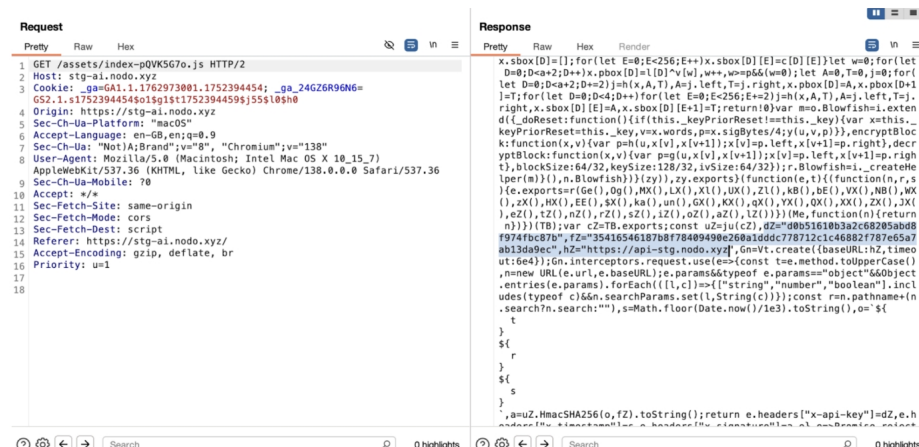 Request
Pretty Raw Hex
\n
1 GET /assets/index-pQVK5G7o.js HTTP/2
2 Host: stg-ai.nodo.xyz
3 Cookie: _ga=GA1.1.1762973001.1752394454; _ga_24GZ6R96N6=
GS2.1.s1752394454$o1$g1$t1752394459$j55$l0$h0
4 Origin: https://stg-ai.nodo.xyz
5 Sec-Ch-Ua-Platform: "macOS"
6 Accept-Language: en-GB,en;q=0.9
7 Sec-Ch-Ua: "Not)A;Brand";v="8", "Chromium";v="138"
8 User-Agent: Mozilla/5.0 (Macintosh; Intel Mac OS X 10_15_7)
AppleWebKit/537.36 (KHTML, like Gecko) Chrome/138.0.0.0 Safari/537.36
9 Sec-Ch-Ua-Mobile: ?0
10 Accept: */*
11 Sec-Fetch-Site: same-origin
12 Sec-Fetch-Mode: cors
13 Sec-Fetch-Dest: script
14 Referer: https://stg-ai.nodo.xyz/
15 Accept-Encoding: gzip, deflate, br
16 Priority: u=1
17
18
Search
0 highlights
Response
Pretty Raw Hex Render
\n
x.sbox[D]=[];for(let E=0;E<256;E++)x.sbox[D][E]=c[D][E]}let w=0;for(let
D=0;D<a+2;D++)x.pbox[D]=l[D]^v[w],w++,w>=p&&(w=0);let A=0,T=0,j=0;for(
let D=0;D<a+2;D+=2)j=h(x,A,T),A=j.left,T=j.right,x.pbox[D]=A,x.pbox[D+1
]=T;for(let D=0;D<4;D++)for(let E=0;E<256;E+=2)j=h(x,A,T),A=j.left,T=j.
right,x.sbox[D][E]=A,x.sbox[D][E+1]=T;return!0}var m=o.Blowfish=i.exten
d({_doReset:function(){if(this._keyPriorReset!==this._key){var x=this._
keyPriorReset=this._key,v=x.words,p=x.sigBytes/4;y(u,v,p)}},encryptBloc
k:function(x,v){var p=h(u,x[v],x[v+1]);x[v]=p.left,x[v+1]=p.right},decr
yptBlock:function(x,v){var p=g(u,x[v],x[v+1]);x[v]=p.left,x[v+1]=p.righ
t},blockSize:64/32,keySize:128/32,ivSize:64/32});r.Blowfish=i._createHe
lper(m)}(),n.Blowfish})}(zy)),zy.exports}(function(e,t){(function(n,r,s
){e.exports=r(Ge(),Og(),MX(),LX(),Xl(),UX(),Zl(),kB(),bE(),VX(),NB(),WX
(),zX(),HX(),EE(),$X(),ka(),un(),GX(),KX(),qX(),YX(),QX(),XX(),ZX(),JX(
),eZ(),tZ(),nZ(),rZ(),sZ(),iZ(),oZ(),aZ(),lZ())})(Me,function(n){return
n})})(TB);var cZ=TB.exports;const uZ=ju(cZ),dZ="d0b51610b3a2c68205abd8
f974fbc87b",fZ="35416546187b8f78409490e260a1dddc778712c1c46882f787e65a7
ab13da9ec",hZ="https://api-stg.nodo.xyz",Gn=Vt.create({baseURL:hZ,timeo
ut:6e4});Gn.interceptors.request.use(e=>{const t=e.method.toUpperCase()
,n=new URL(e.url,e.baseURL);e.params&&typeof e.params=="object"&&Object
.entries(e.params).forEach(([l,c])=>{["string","number","boolean"].incl
udes(typeof c)&&n.searchParams.set(l,String(c))});const r=n.pathname+(n
.search?n.search:""),s=Math.floor(Date.now()/1e3).toString(),o=`${
t
}
${
r
}
${
s
}
`,a=uZ.HmacSHA256(o,fZ).toString();return e.headers["x-api-key"]=dZ,e.h
Search
0 highlights